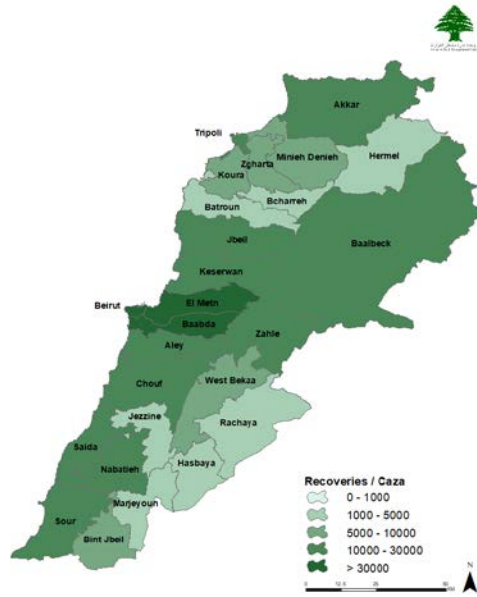 Akkar
Tripoli
Zgharta
Minieh Denieh
Hermel
Koura
Bcharreh
Batroun
Jbeil
Baalbeck
Keserwan
Beirut
El Metn
Baabda
Zahle
Aley
West Bekaa
Chouf
Jezzine
Rachaya
Saida
Hasbaya
Nabatieh
Marjeyoun
Sour
Bint Jbeil
Recoveries / Caza
0 - 1000
1000 - 5000
5000 - 10000
10000 - 30000
> 30000
N